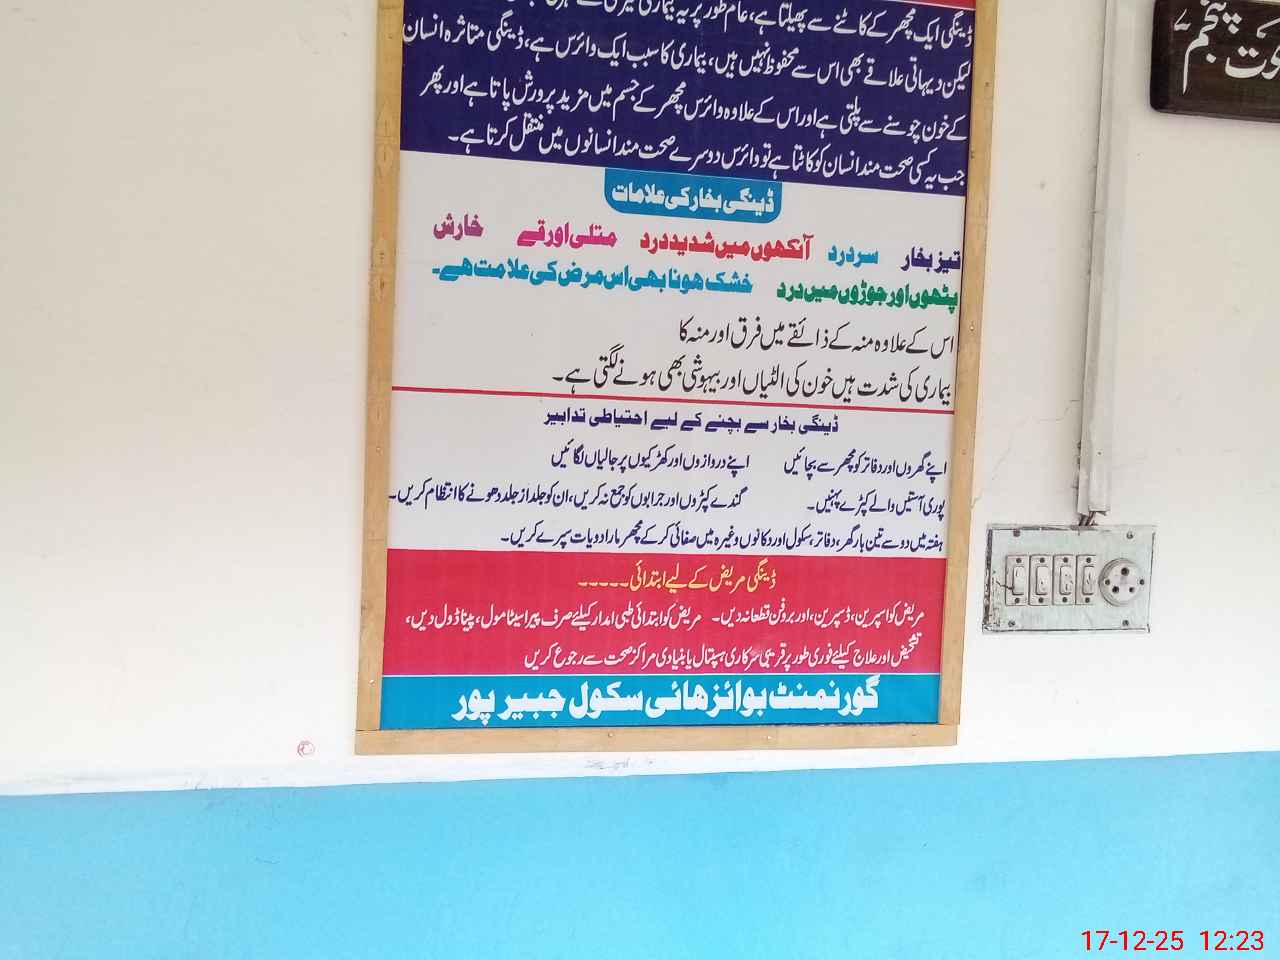 ڈینگی ایک مچھر کے کاٹنے سے پھیلتا ہے، عام طور پر یہ بیماری
لیکن دیہاتی علاقے بھی اس سے محفوظ نہیں ہیں، بیماری کا سبب ایک وائرس ہے، ڈینگی متاثرہ انسان
کے خون چوسنے سے پلتی ہے اور اس کے علاوہ وائرس مچھر کے جسم میں مزید پرورش پاتا ہے اور پھر
جب یہ کسی صحت مند انسان کو کاٹتا ہے تو وائرس دوسرے صحت مند انسانوں میں منتقل کرتا ہے۔
ڈینگی بخار کی علامات
تیز بخار سر درد آنکھوں میں شدید درد متلی اور قے خارش
پٹھوں اور جوڑوں میں درد خشک ہونا بھی اس مرض کی علامت ہے۔
اس کے علاوہ منہ کے ذائقے میں فرق اور منہ کا
بیماری کی شدت میں خون کی الٹیاں اور بیہوشی بھی ہونے لگتی ہے۔
ڈینگی بخار سے بچنے کے لیے احتیاطی تدابیر
اپنے گھروں اور دفاتر کو مچھر سے بچائیں اپنے دروازوں اور کھڑکیوں پر جالیاں لگائیں
پوری آستیں والے کپڑے پہنیں۔ گندے کپڑوں اور جرابوں کو جمع نہ کریں، ان کو جلد از جلد دھونے کا انتظام کریں۔
ہفتہ میں دو سے تین بار گھر، دفاتر، سکول اور دکانوں وغیرہ میں صفائی کر کے مچھر مار ادویات سپرے کریں۔
ڈینگی مریض کے لیے ابتدائی -----
مریض کو اسپرین، ڈسپرین، اور بروفن قطعا نہ دیں۔ مریض کو ابتدائی طبی امداد کیلئے صرف پیراسیٹامول، پیناڈول دیں،
تشخیص اور علاج کیلئے فوری طور پر قریبی سرکاری ہسپتال یا بنیادی مراکز صحت سے رجوع کریں
گورنمنٹ بوائز ہائی سکول جبیر پور
پنجم
17-12-25 12:23